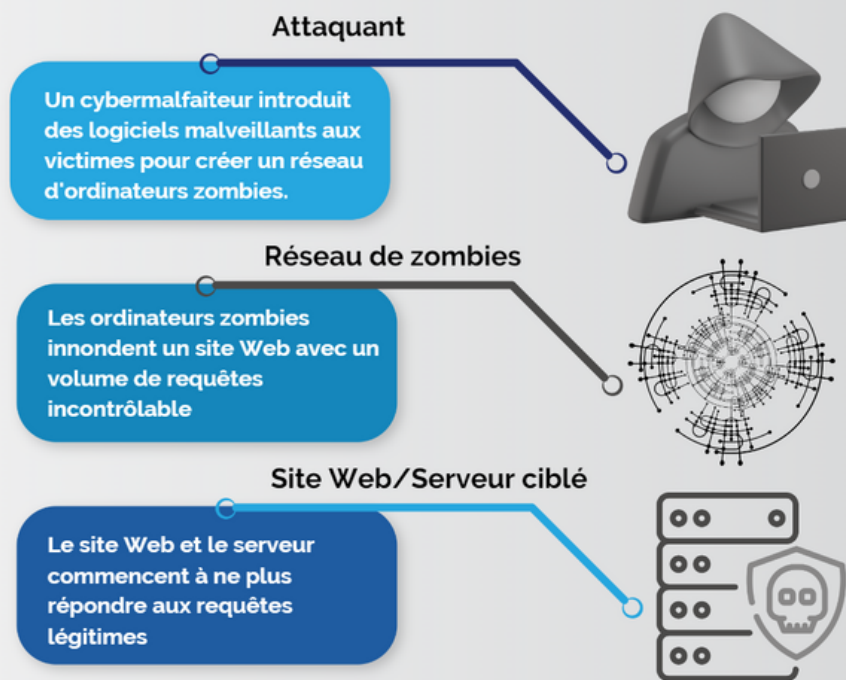 Attaquant
Un cybermalfaiteur introduit
des logiciels malveillants aux
victimes pour créer un réseau
d'ordinateurs zombies.
Réseau de zombies
Les ordinateurs zombies
innondent un site Web avec un
volume de requêtes
incontrôlable
Site Web/Serveur ciblé
Le site Web et le serveur
commencent à ne plus
répondre aux requêtes
légitimes